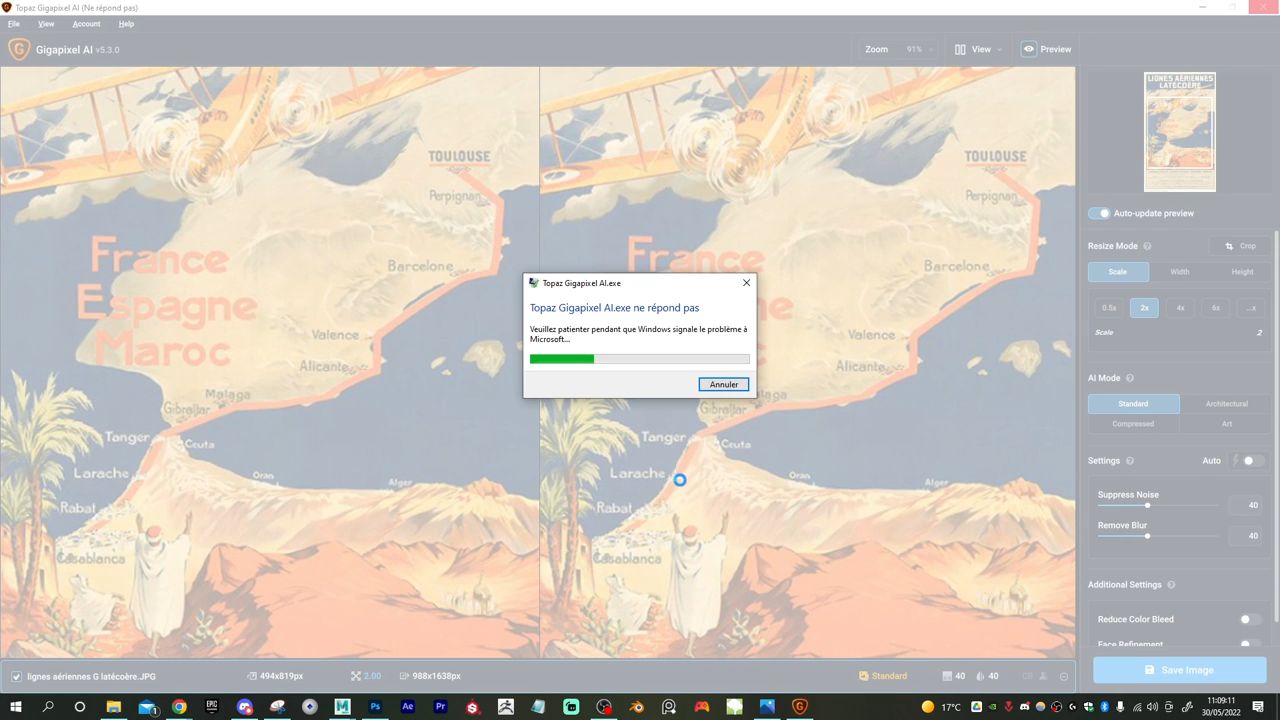 Topaz Gigapixel AI (Ne répond pas)
File View Account Help
Gigapixel AI v5.3.0
Zoom 91% View Preview
LIGNES AÉRIENNES
LATÉCOÈRE
Auto-update preview
Resize Mode Crop
Scale Width Height
0.5x 2x 4x 6x ...x
Scale 2
AI Mode
Standard Architectural
Compressed Art
Settings Auto
Suppress Noise
40
Remove Blur
40
Additional Settings
Reduce Color Bleed
Face Refinement
Save Image
TOULOUSE
Perpignan
France
Barcelone
Espagne
Valence
Maroc
Alicante
Malaga
Gibraltar
Tanger
Ceuta
Larache
Oran
Alger
Rabat
Casablanca
TOULOUSE
Perpignan
France
Barcelone
Valence
Alicante
Malaga
Gibraltar
Tanger
Ceuta
Larache
Oran
Alger
Rabat
Casablanca
Topaz Gigapixel AI.exe
Topaz Gigapixel AI.exe ne répond pas
Veuillez patienter pendant que Windows signale le problème à
Microsoft...
Annuler
lignes aériennes G latécoère.JPG 494x819px 2.00 988x1638px Standard 40 40 CB
17°C
11:09:11
30/05/2022